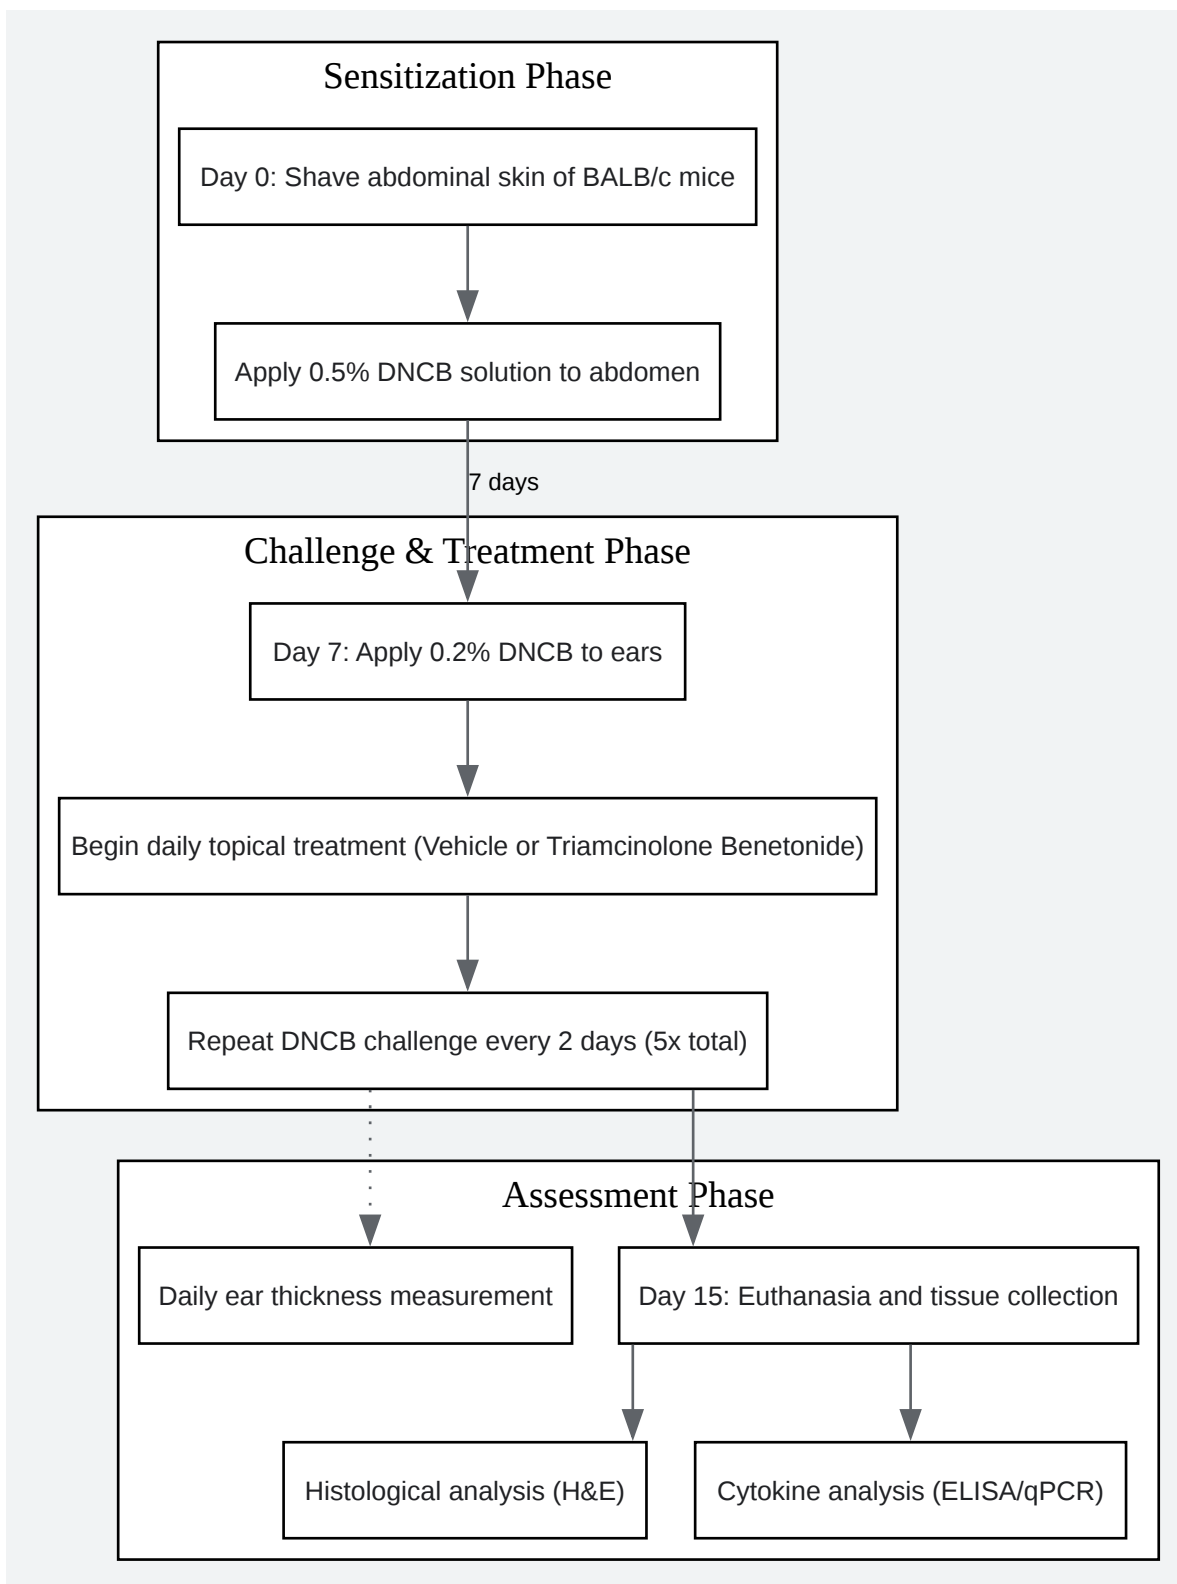 Sensitization Phase
Day 0: Shave abdominal skin of BALB/c mice
Apply 0.5% DNCB solution to abdomen
7 days
Challenge & Treatment Phase
Day 7: Apply 0.2% DNCB to ears
Begin daily topical treatment (Vehicle or Triamcinolone Benetonide)
Repeat DNCB challenge every 2 days (5x total)
Assessment Phase
Daily ear thickness measurement
Day 15: Euthanasia and tissue collection
Histological analysis (H&E)
Cytokine analysis (ELISA/qPCR)